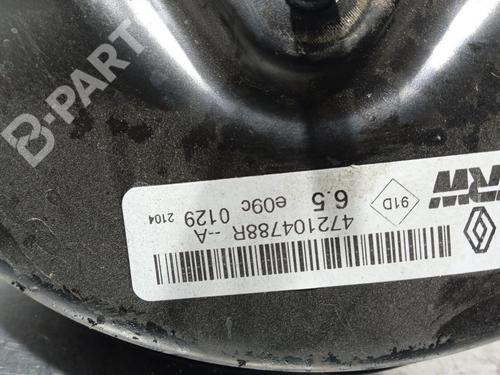 B-PART
TRW
91D
6.5 e09c 0129 2104
472104788R --A